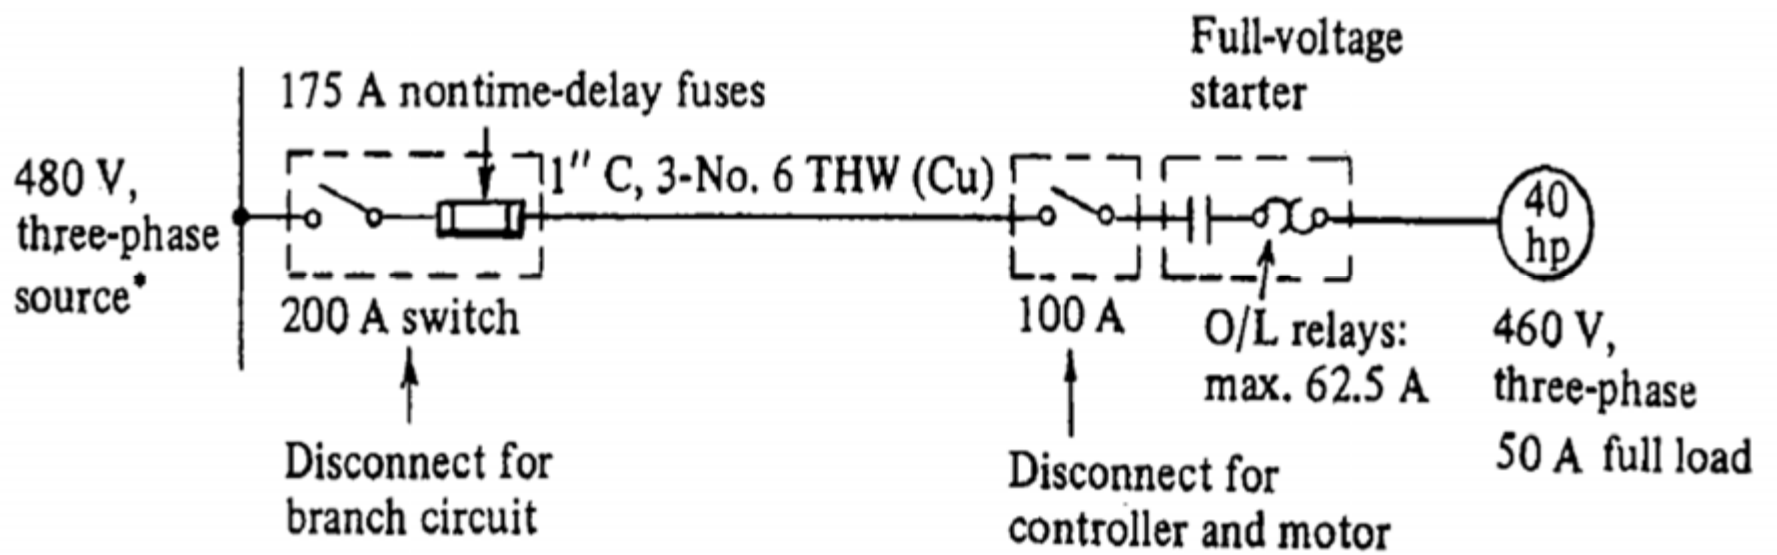 480 V,
three-phase
source*
175 A nontime-delay fuses
200 A switch
Disconnect for
branch circuit
1" C, 3-No. 6 THW (Cu)
100 A
Disconnect for
controller and motor
Full-voltage
starter
O/L relays:
max. 62.5 A
40
hp
460 V,
three-phase
50 A full load